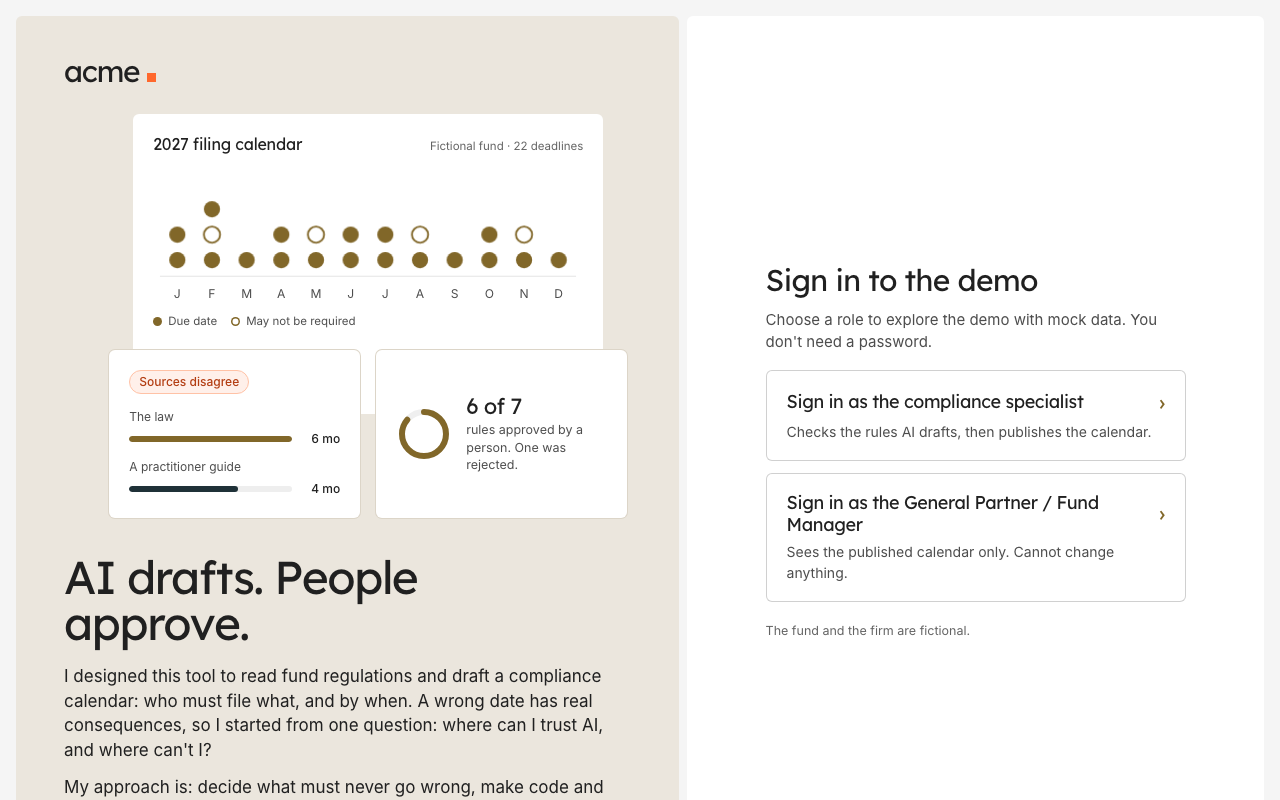 acme
2027 filing calendar
Fictional fund · 22 deadlines
J F M A M J J A S O N D
Due date
May not be required
Sources disagree
The law
6 mo
A practitioner guide
4 mo
6 of 7
rules approved by a
person. One was
rejected.
AI drafts. People
approve.
I designed this tool to read fund regulations and draft a compliance
calendar: who must file what, and by when. A wrong date has real
consequences, so I started from one question: where can I trust AI,
and where can't I?
My approach is: decide what must never go wrong, make code and
Sign in to the demo
Choose a role to explore the demo with mock data. You
don't need a password.
Sign in as the compliance specialist
Checks the rules AI drafts, then publishes the calendar.
Sign in as the General Partner / Fund
Manager
Sees the published calendar only. Cannot change
anything.
The fund and the firm are fictional.